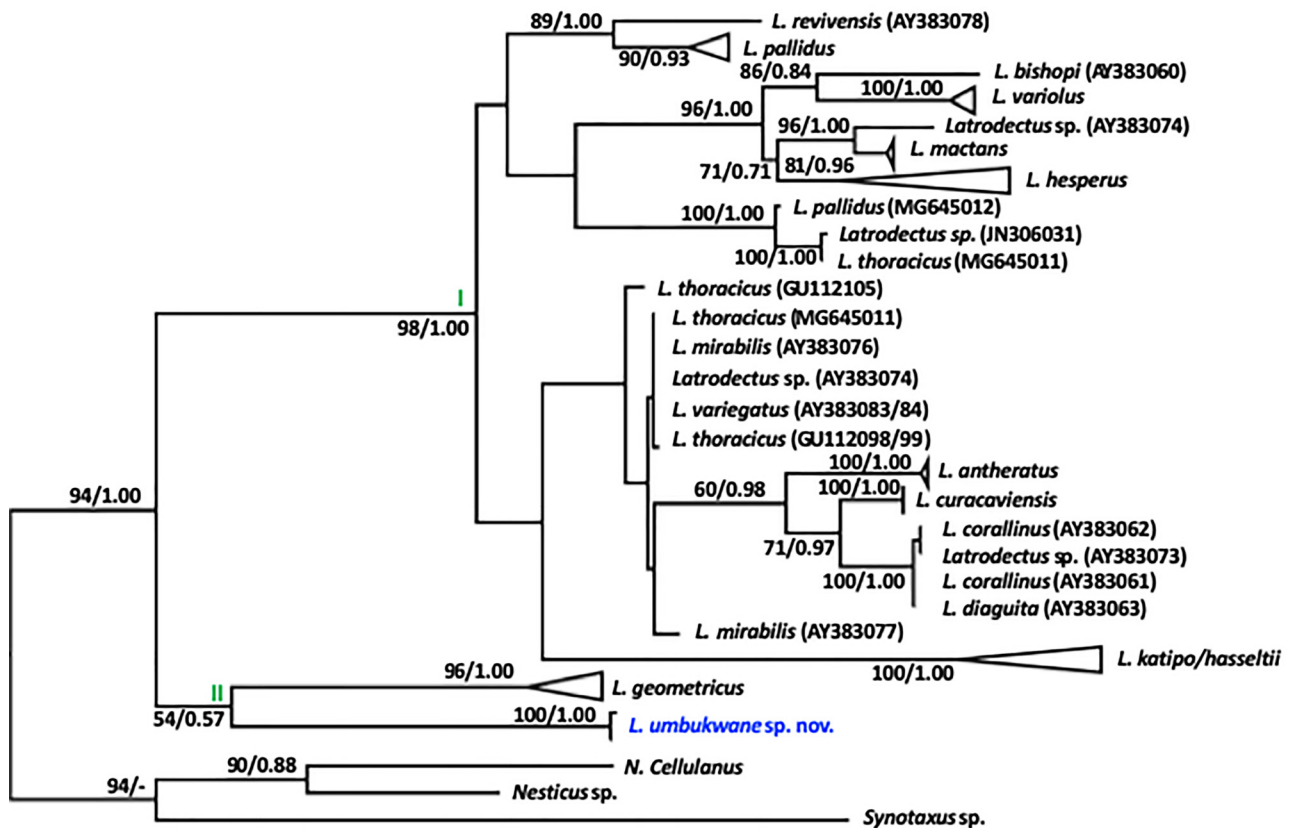 89/1.00
L. revivensis (AY383078)
90/0.93
L. pallidus
86/0.84
L. bishopi (AY383060)
100/1.00
L. variolus
96/1.00
96/1.00
Latrodectus sp. (AY383074)
L. mactans
71/0.71
81/0.96
L. hesperus
100/1.00
L. pallidus (MG645012)
Latrodectus sp. (JN306031)
100/1.00
L. thoracicus (MG645011)
L. thoracicus (GU112105)
I
98/1.00
L. thoracicus (MG645011)
L. mirabilis (AY383076)
Latrodectus sp. (AY383074)
L. variegatus (AY383083/84)
L. thoracicus (GU112098/99)
100/1.00
L. antheratus
60/0.98
100/1.00
L. curacaviensis
94/1.00
L. corallinus (AY383062)
71/0.97
Latrodectus sp. (AY383073)
100/1.00
L. corallinus (AY383061)
L. diaguita (AY383063)
L. mirabilis (AY383077)
100/1.00
L. katipo/hasseltii
96/1.00
L. geometricus
II
54/0.57
100/1.00
L. umbukwane sp. nov.
90/0.88
N. Cellulanus
94/-
Nesticus sp.
Synotaxus sp.